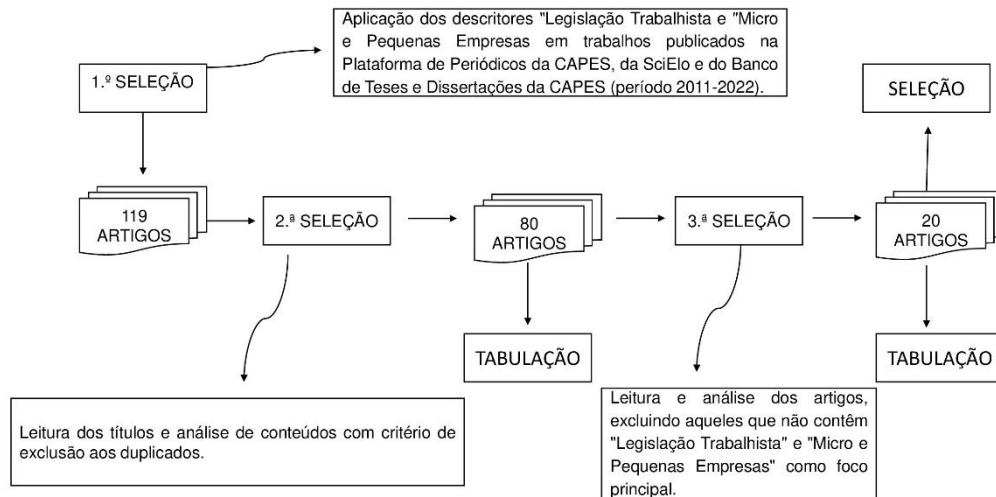 Aplicação dos descritores "Legislação Trabalhista e "Micro
e Pequenas Empresas em trabalhos publicados na
Plataforma de Periódicos da CAPES, da SciElo e do Banco
de Teses e Dissertações da CAPES (período 2011-2022).
1.º SELEÇÃO
SELEÇÃO
119
ARTIGOS
2.ª SELEÇÃO
80
ARTIGOS
3.ª SELEÇÃO
20
ARTIGOS
TABULAÇÃO
TABULAÇÃO
Leitura dos títulos e análise de conteúdos com critério de
exclusão aos duplicados.
Leitura e análise dos artigos,
excluindo aqueles que não contêm
"Legislação Trabalhista" e "Micro e
Pequenas Empresas" como foco
principal.